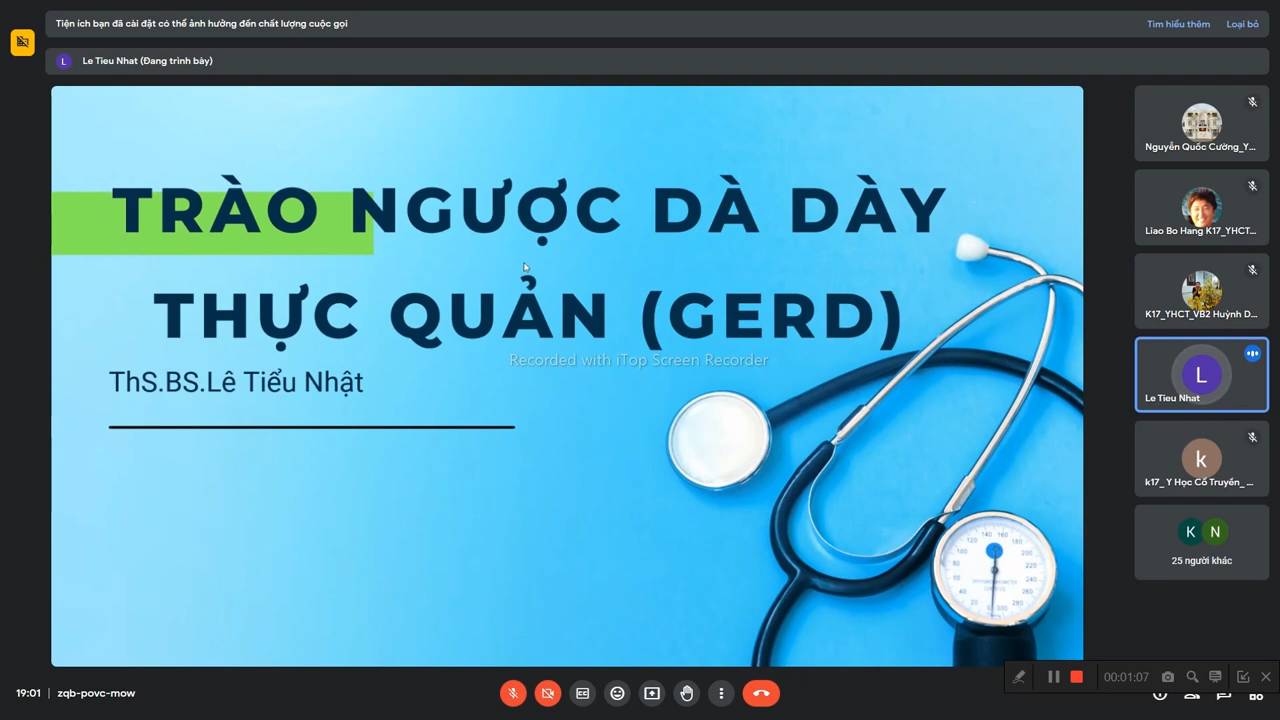 Tiện ích bạn đã cài đặt có thể ảnh hưởng đến chất lượng cuộc gọi
Tìm hiểu thêm
Loại bỏ
L
Le Tieu Nhat (Đang trình bày)
TRÀO NGƯỢC DẠ DÀY
THỰC QUẢN (GERD)
Recorded with iTop Screen Recorder
ThS.BS.Lê Tiểu Nhật
Nguyễn Quốc Cường_Y...
Liao Bo Hang K17_YHCT...
K17_YHCT_VB2 Huỳnh D...
L
Le Tieu Nhat
k
k17_ Y Học Cổ Truyền_ ...
K
N
25 người khác
19:01
zqb-povc-mow
00:01:07